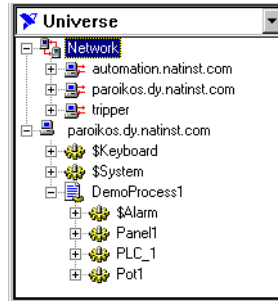 Universe
Network
automation.natinst.com
paroikos.dy.natinst.com
tripper
paroikos.dy.natinst.com
$Keyboard
$System
DemoProcess1
$Alarm
Panel1
PLC_1
Pot1